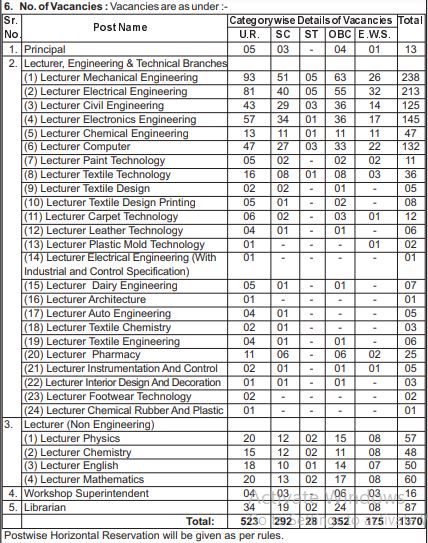 6. No. of Vacancies : Vacancies are as under :-
Sr. No. Post Name Categorywise Details of Vacancies Total
U.R. SC ST OBC E.W.S.
1. Principal 05 03 - 04 01 13
2. Lecturer, Engineering & Technical Branches
(1) Lecturer Mechanical Engineering 93 51 05 63 26 238
(2) Lecturer Electrical Engineering 81 40 05 55 32 213
(3) Lecturer Civil Engineering 43 29 03 36 14 125
(4) Lecturer Electronics Engineering 57 34 01 36 17 145
(5) Lecturer Chemical Engineering 13 11 01 11 11 47
(6) Lecturer Computer 47 27 03 33 22 132
(7) Lecturer Paint Technology 05 02 - 02 02 11
(8) Lecturer Textile Technology 16 08 01 08 03 36
(9) Lecturer Textile Design 02 02 - 01 - 05
(10) Lecturer Textile Design Printing 05 01 - 02 - 08
(11) Lecturer Carpet Technology 06 02 - 03 01 12
(12) Lecturer Leather Technology 04 01 - 01 - 06
(13) Lecturer Plastic Mold Technology 01 - - - 01 02
(14) Lecturer Electrical Engineering (With 01 - - - - 01
Industrial and Control Specification)
(15) Lecturer Dairy Engineering 05 01 - 01 - 07
(16) Lecturer Architecture 01 - - - - 01
(17) Lecturer Auto Engineering 04 01 - - - 05
(18) Lecturer Textile Chemistry 02 01 - - - 03
(19) Lecturer Textile Engineering 04 01 - 01 - 06
(20) Lecturer Pharmacy 11 06 - 06 02 25
(21) Lecturer Instrumentation And Control 02 01 - 01 01 05
(22) Lecturer Interior Design And Decoration 01 01 - 01 - 03
(23) Lecturer Footwear Technology 02 - - - - 02
(24) Lecturer Chemical Rubber And Plastic 01 - - - - 01
3. Lecturer (Non Engineering)
(1) Lecturer Physics 20 12 02 15 08 57
(2) Lecturer Chemistry 15 12 02 11 08 48
(3) Lecturer English 18 10 01 14 07 50
(4) Lecturer Mathematics 20 13 02 17 08 60
4. Workshop Superintendent 04 03 - 06 03 16
5. Librarian 34 19 02 24 08 87
Total: 523 292 28 352 175 1370
Postwise Horizontal Reservation will be given as per rules.
Activate Windows